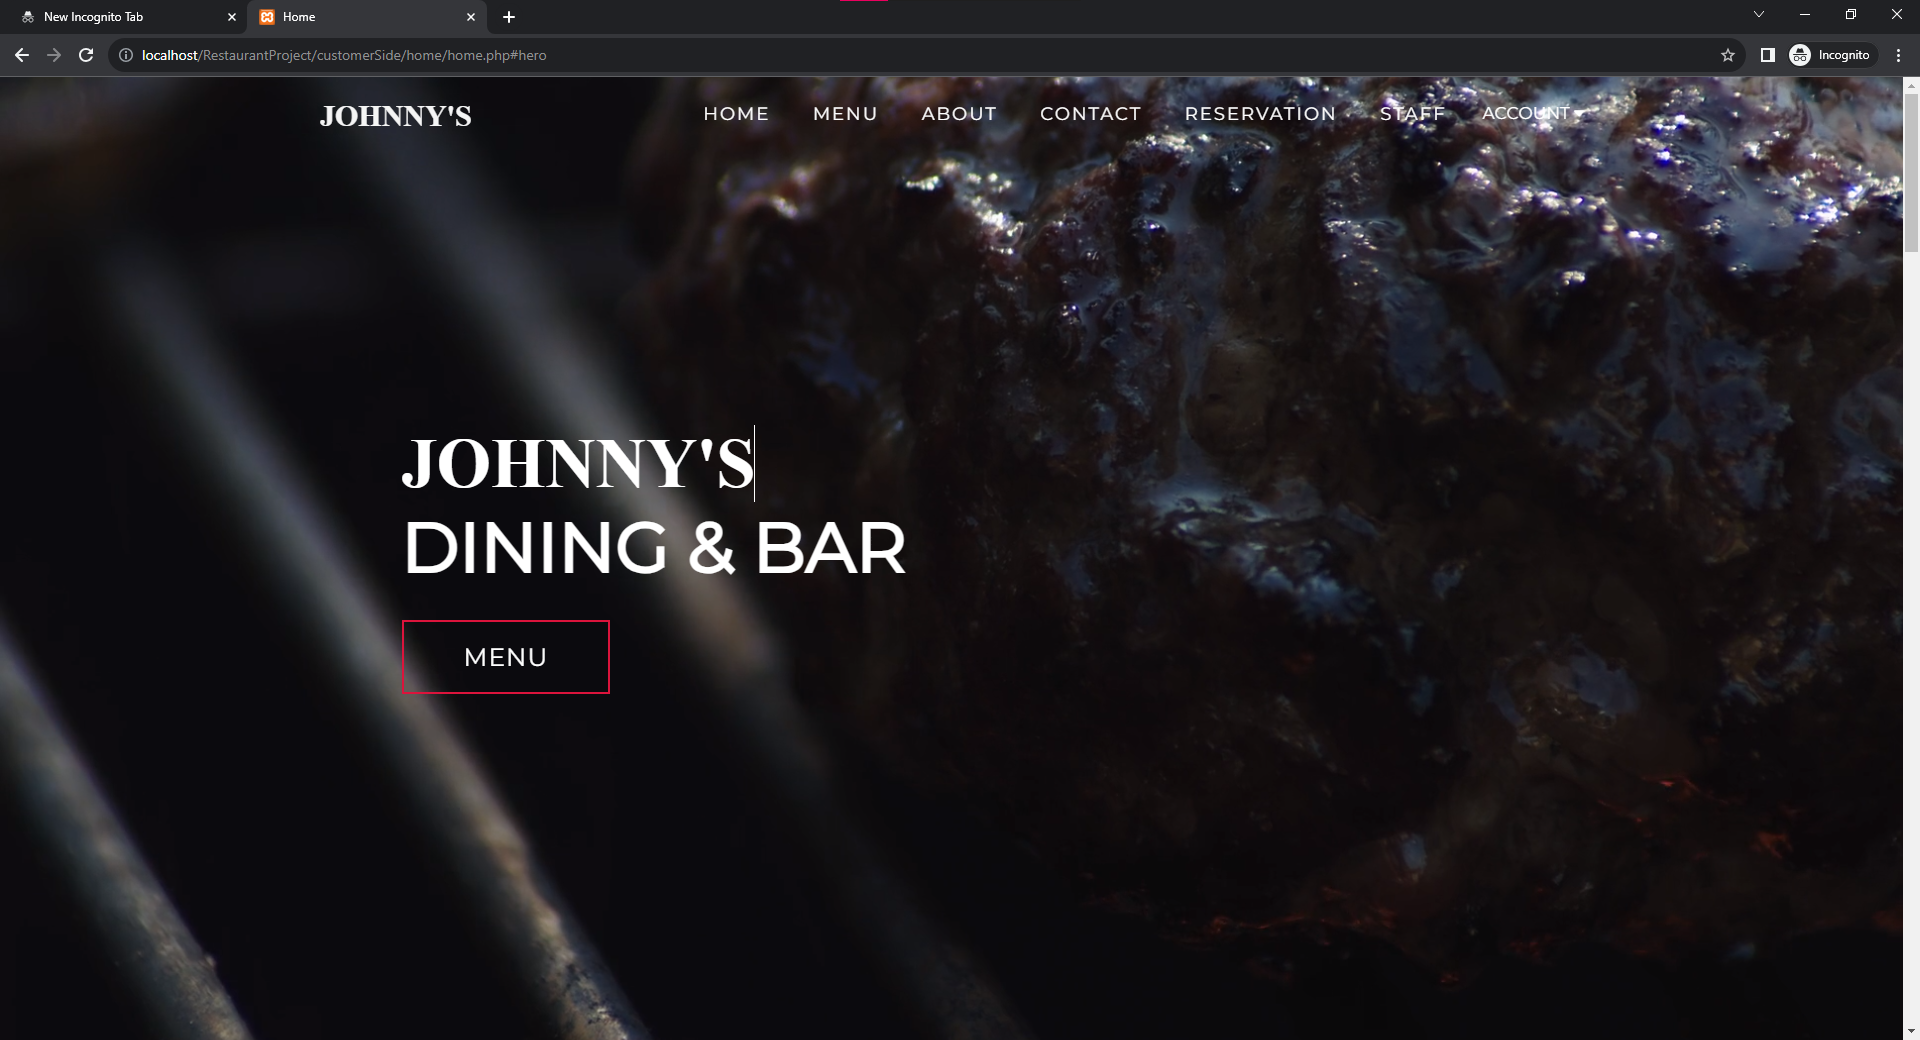 New Incognito Tab
Home
localhost/RestaurantProject/customerSide/home/home.php#hero
Incognito
JOHNNY'S
HOME
MENU
ABOUT
CONTACT
RESERVATION
STAFF
ACCOUNT
JOHNNY'S
DINING & BAR
MENU